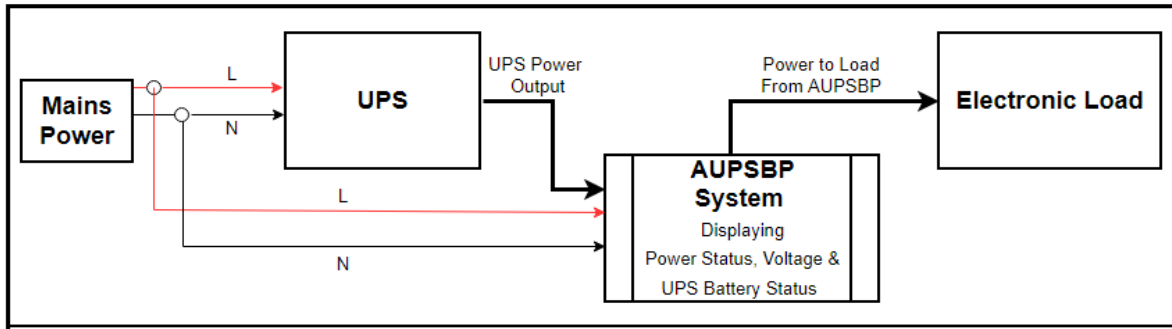 Mains
Power
L
N
UPS
UPS Power
Output
L
N
AUPSBP
System
Displaying
Power Status, Voltage &
UPS Battery Status
Power to Load
From AUPSBP
Electronic Load